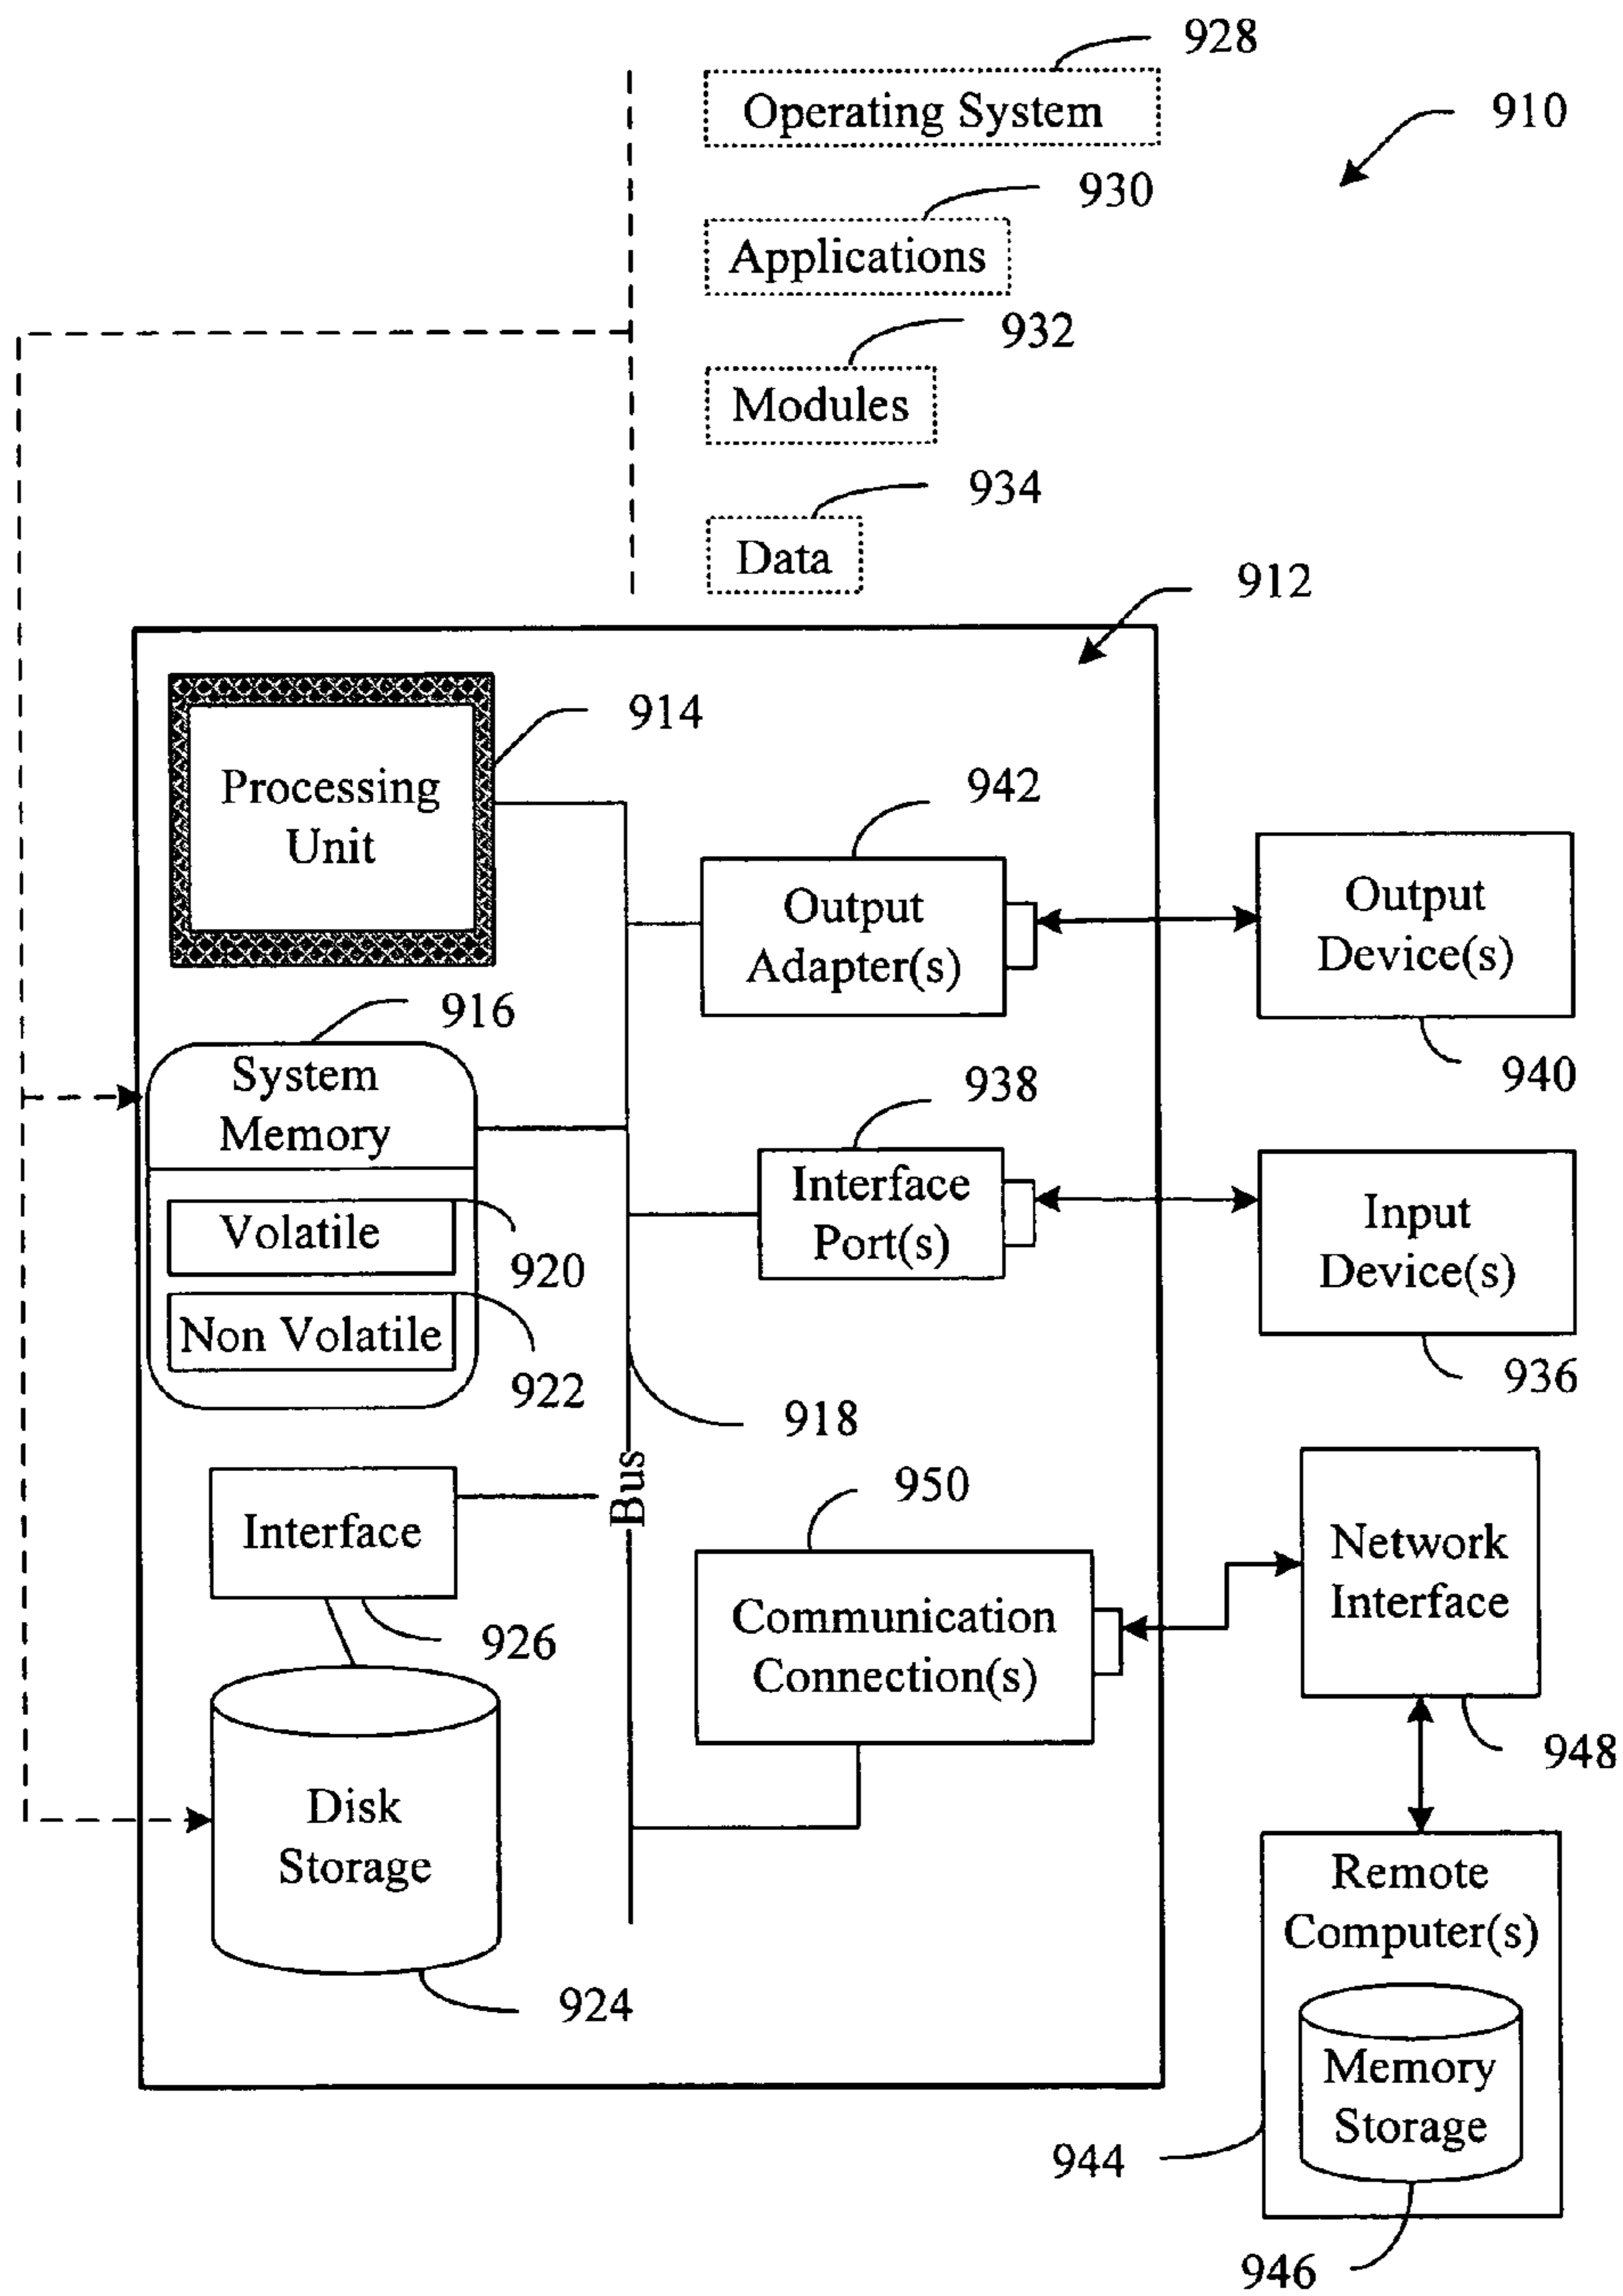 928
Operating System
910
930
Applications
932
Modules
934
Data
912
914
Processing
Unit
942
Output
Adapter(s)
Output
Device(s)
940
916
System
Memory
938
Interface
Port(s)
Input
Device(s)
936
Volatile
920
Non Volatile
922
918
Bus
Interface
926
950
Communication
Connection(s)
Network
Interface
948
Disk
Storage
924
Remote
Computer(s)
Memory
Storage
944
946